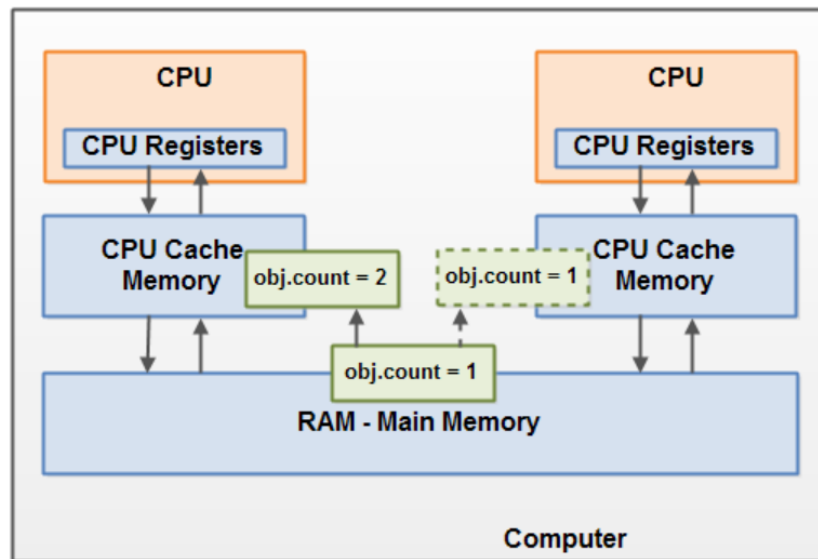 CPU
CPU
CPU Registers
CPU Registers
CPU Cache
Memory
CPU Cache
Memory
obj.count = 2
obj.count = 1
obj.count = 1
RAM - Main Memory
Computer